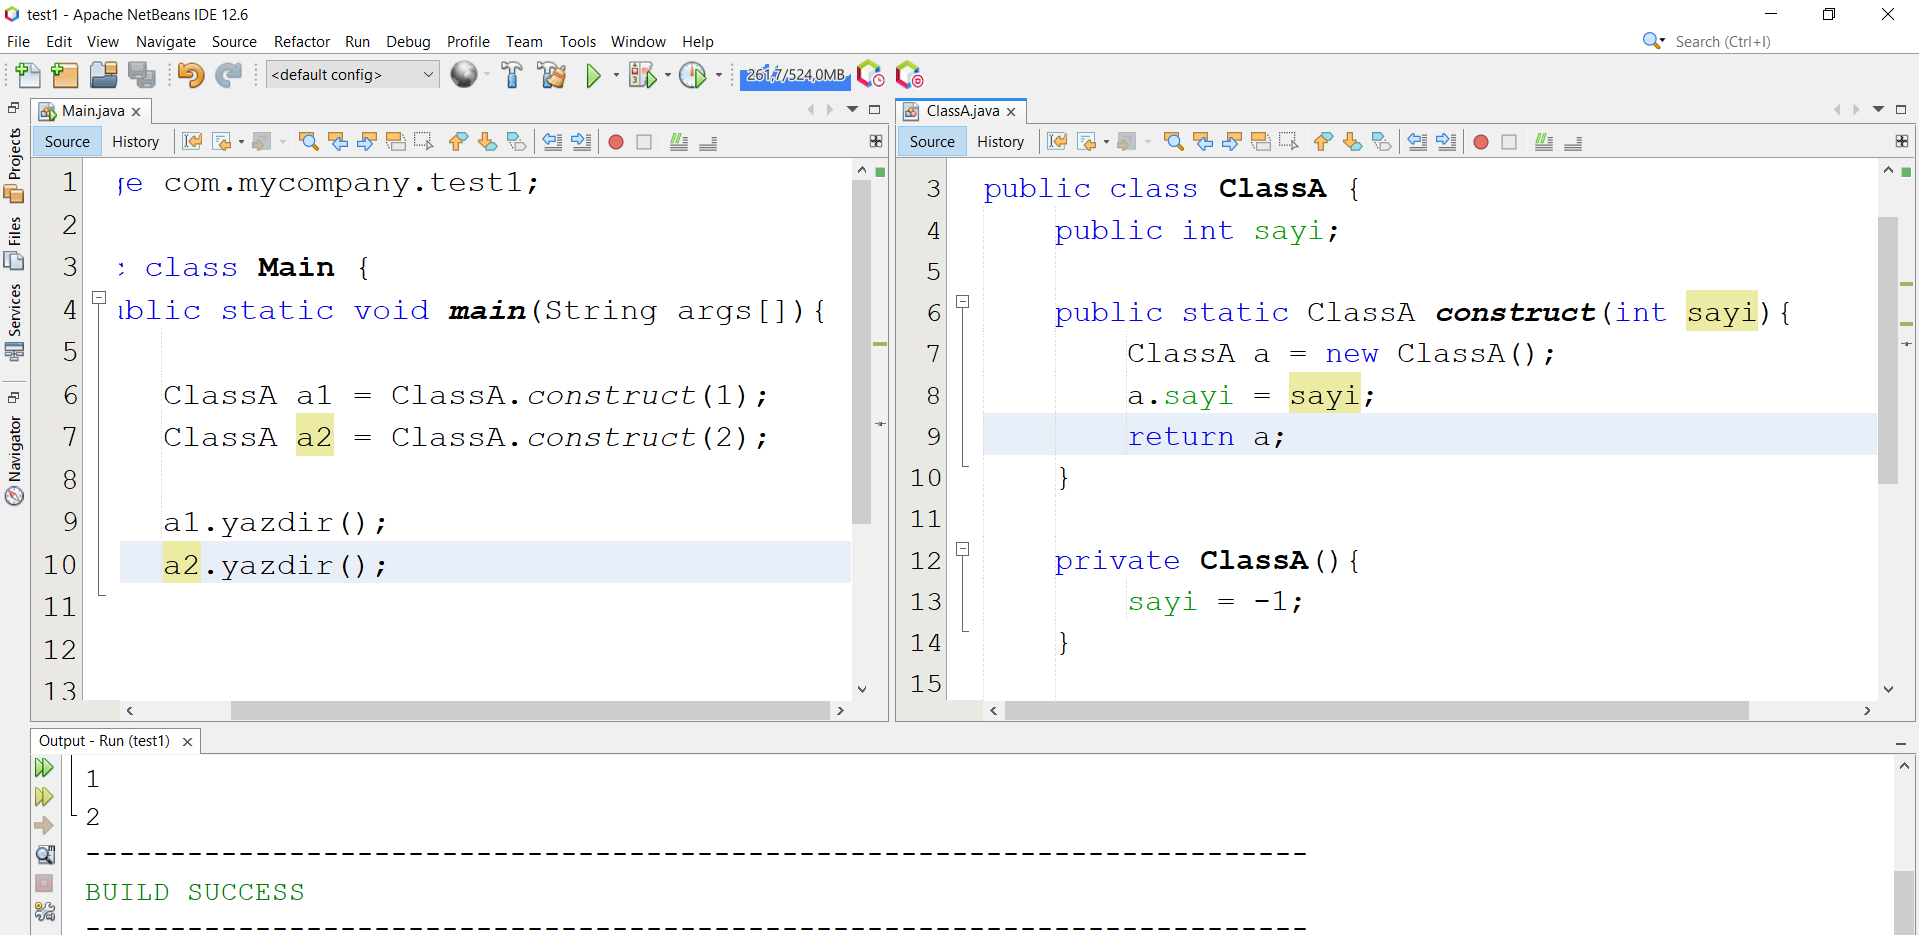 test1 - Apache NetBeans IDE 12.6
File Edit View Navigate Source Refactor Run Debug Profile Team Tools Window Help
Search (Ctrl+I)
<default config>
261,7/524,0MB
Projects
Files
Services
Navigator
Main.java
Source History
1 ge com.mycompany.test1;
2
3 c class Main {
4 ublic static void main(String args[]){
5
6 ClassA a1 = ClassA.construct(1);
7 ClassA a2 = ClassA.construct(2);
8
9 a1.yazdir();
10 a2.yazdir();
11
12
13
ClassA.java
Source History
3 public class ClassA {
4 public int sayi;
5
6 public static ClassA construct(int sayi){
7 ClassA a = new ClassA();
8 a.sayi = sayi;
9 return a;
10 }
11
12 private ClassA(){
13 sayi = -1;
14 }
15
Output - Run (test1)
1
2
------------------------------------------------------------------------
BUILD SUCCESS
------------------------------------------------------------------------